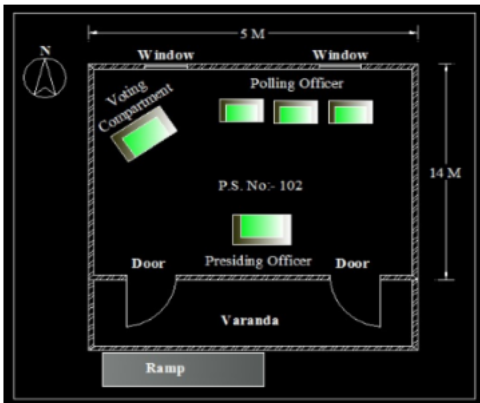 5 M
N
Window
Window
Voting
Compartment
Polling Officer
14 M
P.S. No:- 102
Door
Presiding Officer
Door
Varanda
Ramp